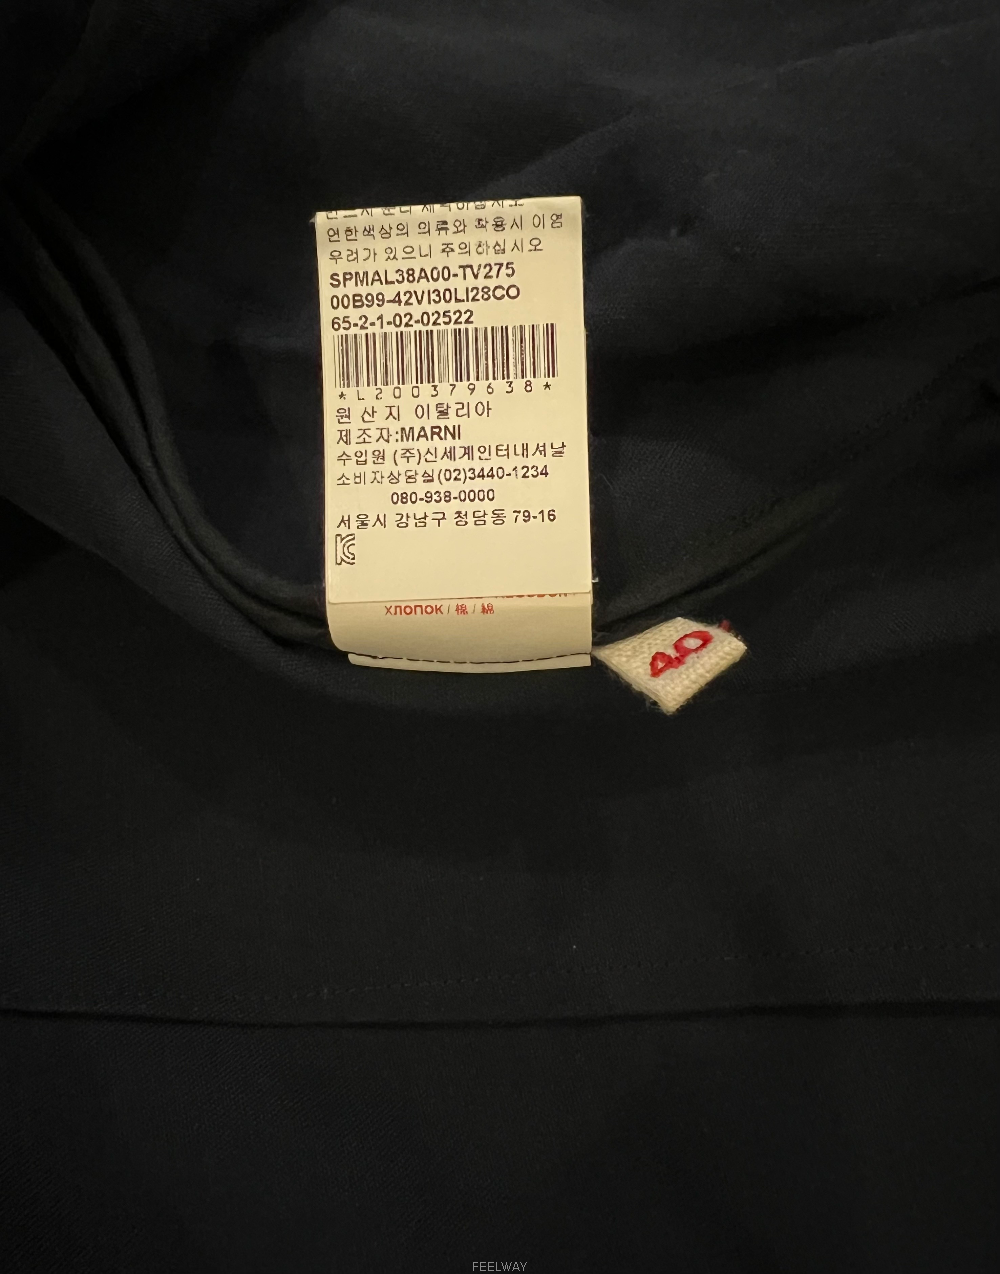 연한색상의 의류와 착용시 이염
우려가 있으니 주의하십시오
SPMAL38A00-TV275
00B99-42VI30LI28CO
65-2-1-02-02522
*L200379638*
원 산 지 이탈리아
제조자:MARNI
수입원 (주)신세계인터내셔날
소비자상담실(02)3440-1234
080-938-0000
서울시 강남구 청담동 79-16
ХЛОПОК / 棉 / 綿
40
FEELWAY